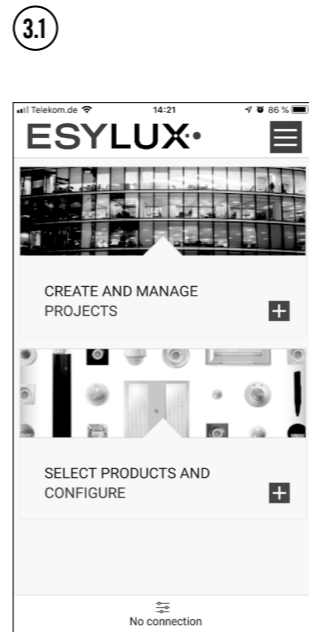 3.1
Telekom.de 14:21 86 %
ESYLUX
CREATE AND MANAGE
PROJECTS
SELECT PRODUCTS AND
CONFIGURE
No connection